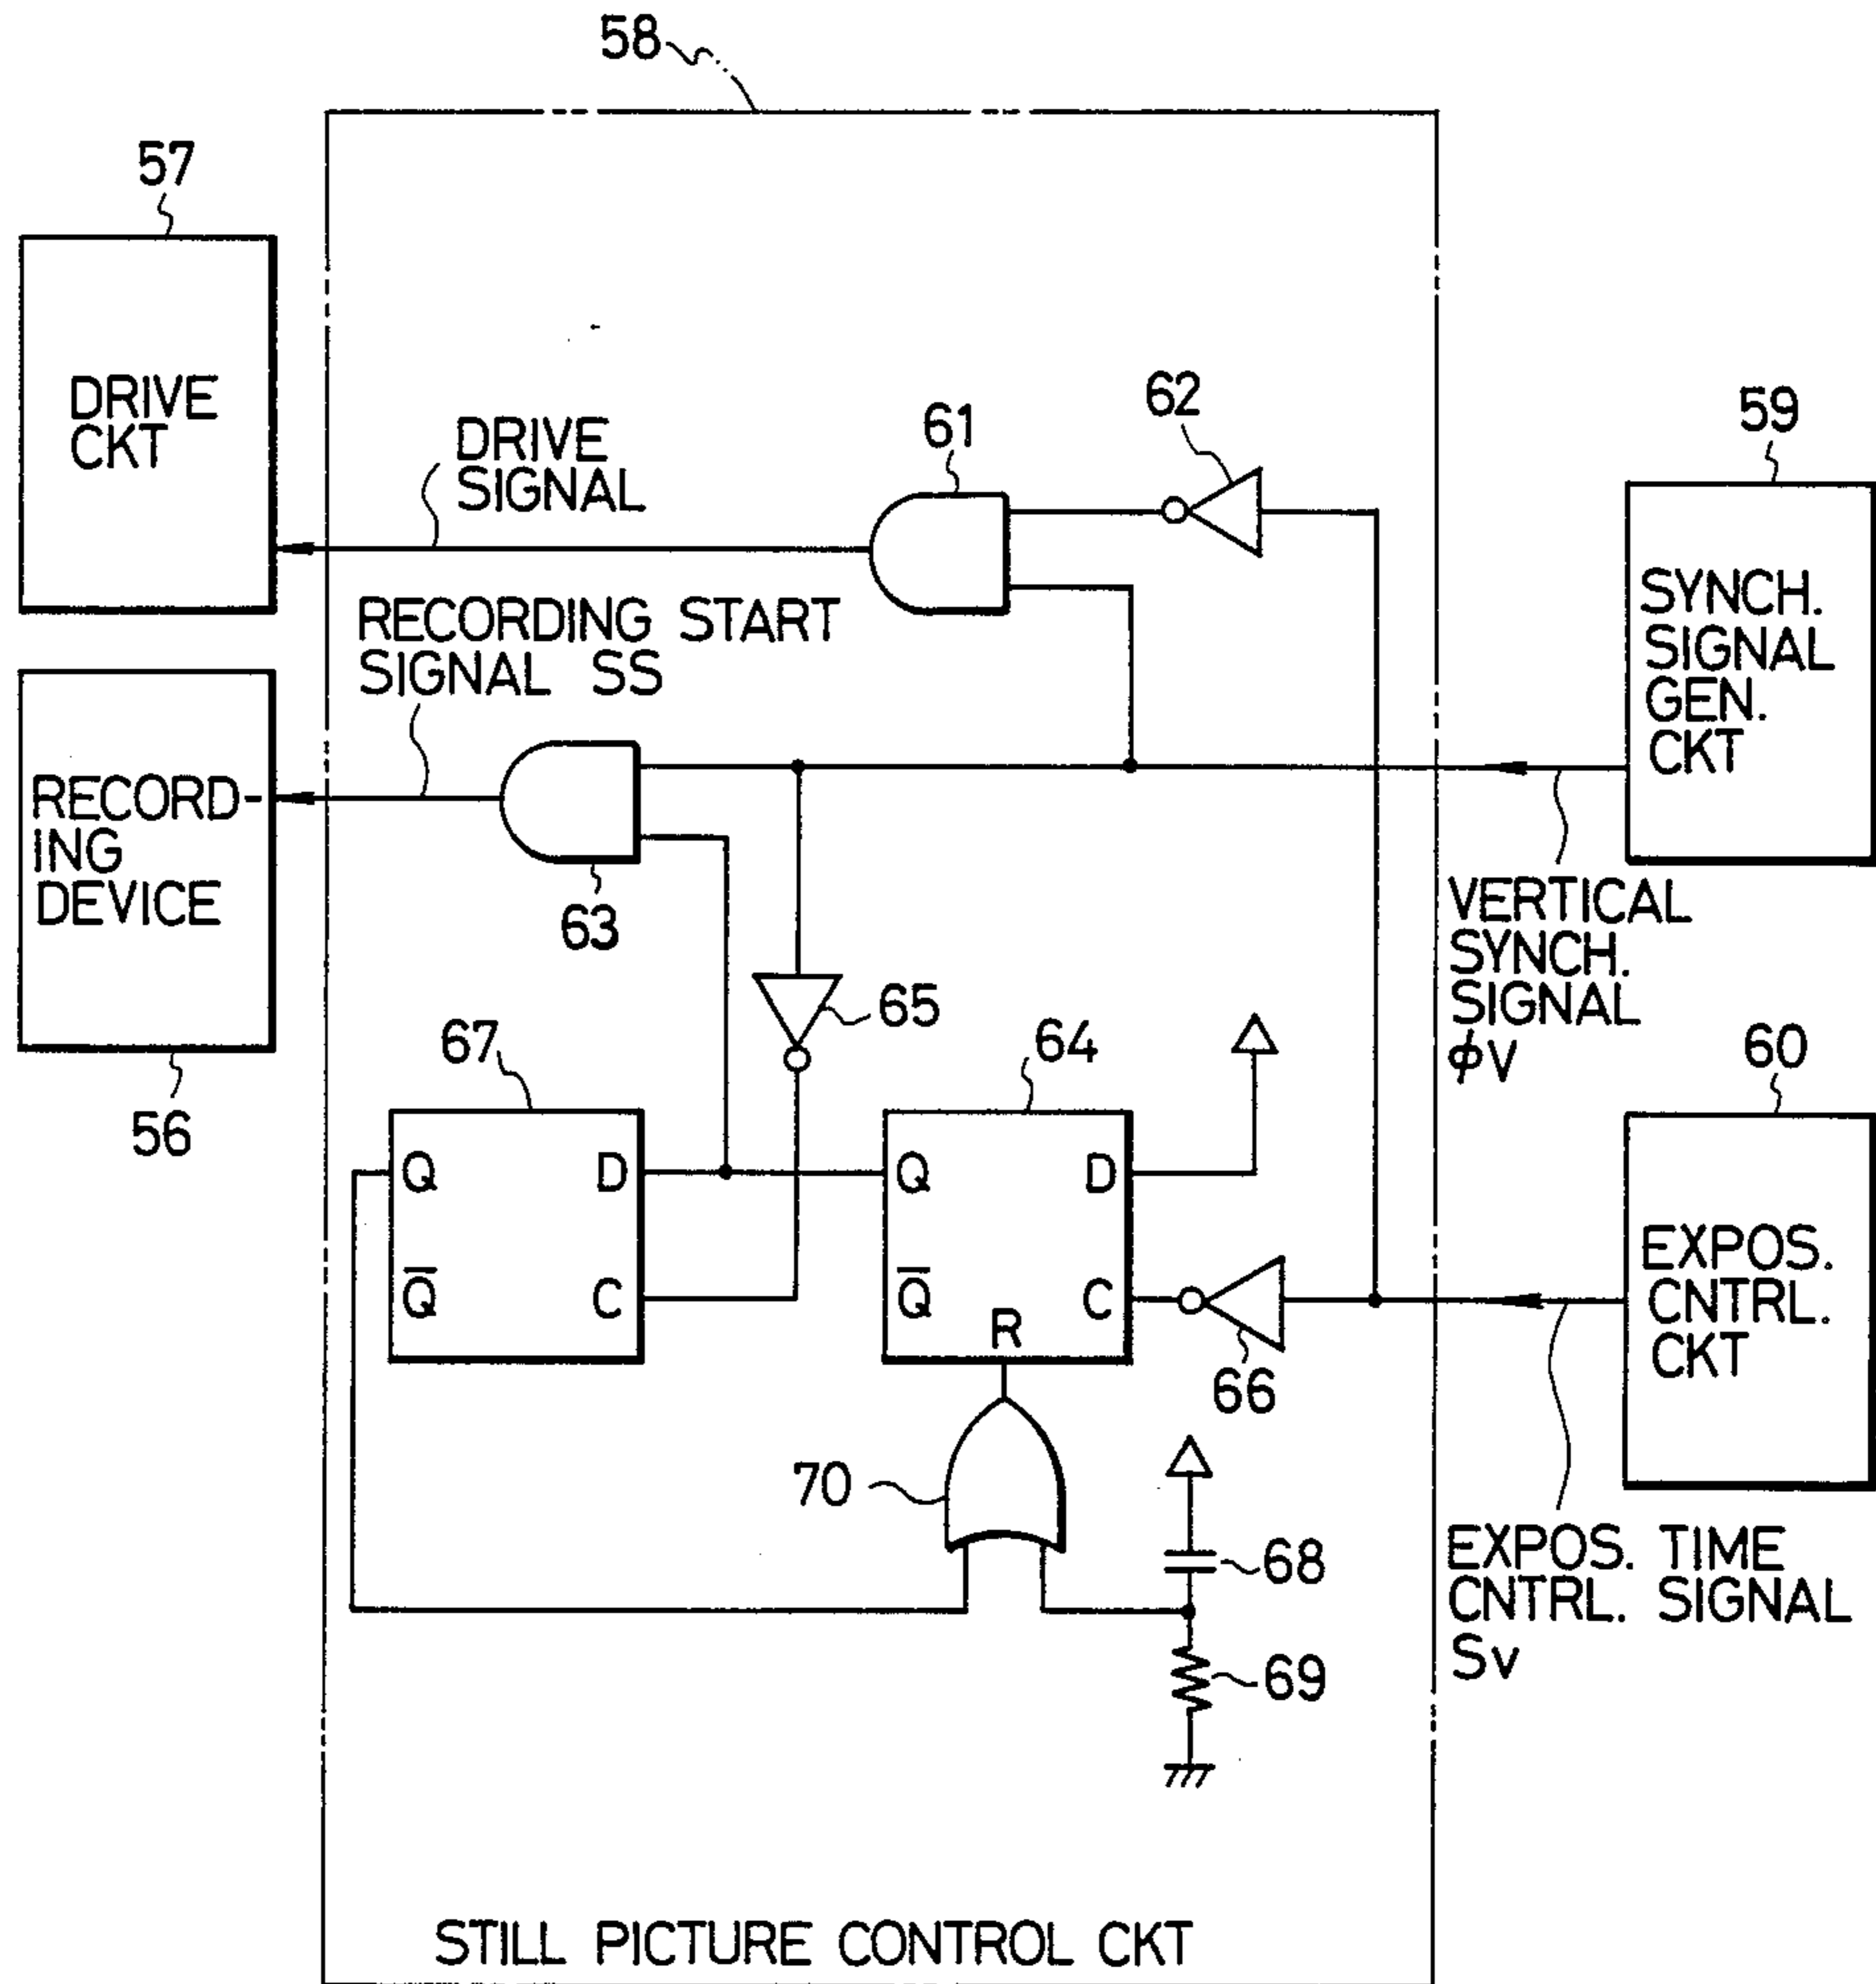 58
57
DRIVE
CKT
DRIVE
SIGNAL
61
62
59
SYNCH.
SIGNAL
GEN.
CKT
RECORDING START
SIGNAL SS
RECORD-
ING
DEVICE
56
63
65
VERTICAL
SYNCH.
SIGNAL
ϕV
67
Q D
Q̅ C
64
Q D
Q̅ C
R
66
60
EXPOS.
CNTRL.
CKT
70
68
69
EXPOS. TIME
CNTRL. SIGNAL
Sv
STILL PICTURE CONTROL CKT